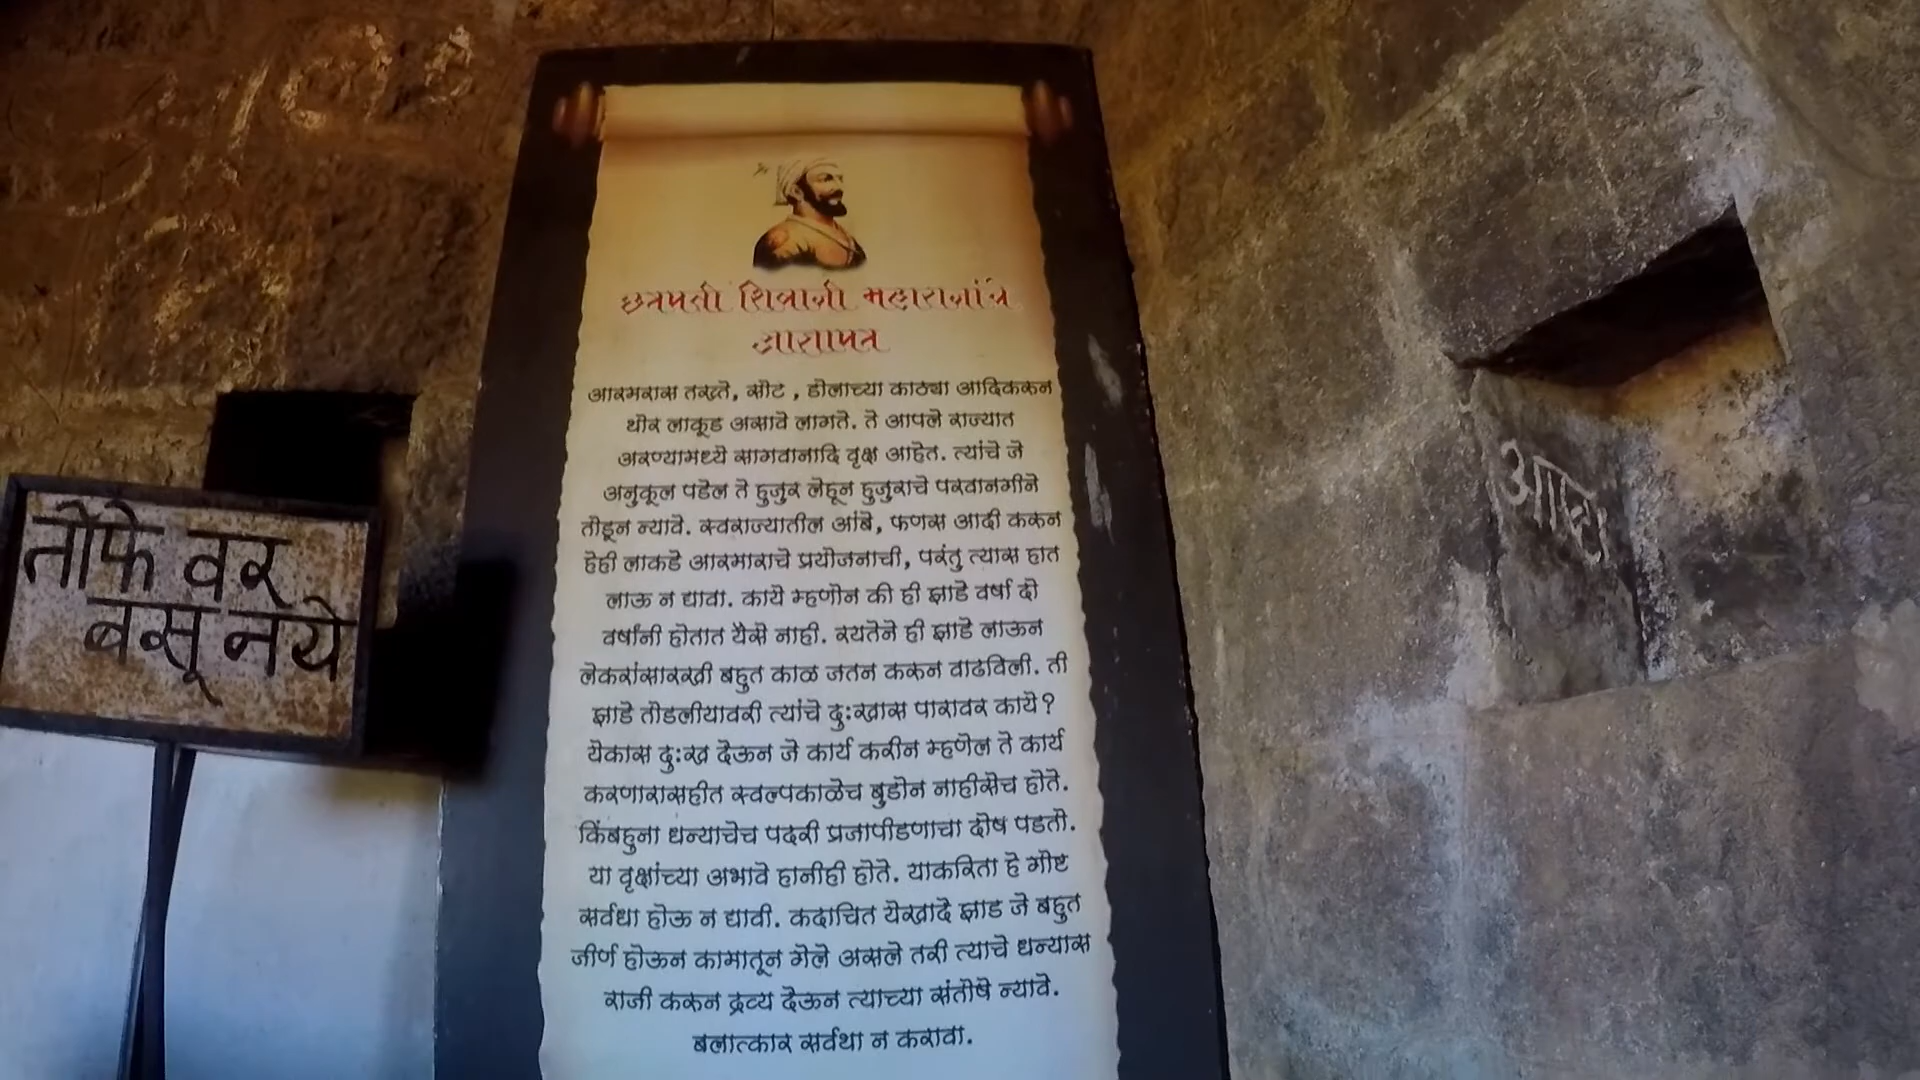 छत्रपती शिवाजी महाराजांचे
आज्ञापत्र
आरमारास तख्ते, सोट , डोलाच्या काठ्या आदिकरून
थोर लाकूड असावे लागते. ते आपले राज्यात
अरण्यामध्ये सागवानादि वृक्ष आहेत. त्यांचे जे
अनुकूल पडेल ते हुजुर लेहून हुजुराचे परवानगीने
तोडून न्यावे. स्वराज्यातील आंबे, फणस आदी करून
हेही लाकडे आरमाराचे प्रयोजनाची, परंतु त्यास हात
लाऊ न द्यावा. काये म्हणोन की ही झाडे वर्षा दो
वर्षांनी होतात यैसे नाही. रयतेने ही झाडे लाऊन
लेकरांसारखी बहुत काळ जतन करून वाढविली. ती
झाडे तोडलीयावरी त्यांचे दुःखास पारावर काये?
येकास दुःख देऊन जे कार्य करीन म्हणेल ते कार्य
करणारासहीत स्वल्पकाळेच बुडोन नाहीसेच होते.
किंबहुना धन्याचेच पदरी प्रजापीडणाचा दोष पडतो.
या वृक्षांच्या अभावे हानीही होते. याकरिता हे गोष्ट
सर्वथा होऊ न द्यावी. कदाचित येखादे झाड जे बहुत
जीर्ण होऊन कामातून गेले असले तरी त्याचे धन्यास
राजी करून द्रव्य देऊन त्याच्या संतोषे न्यावे.
बलात्कार सर्वथा न करावा.
तोफे वर
बसू नये